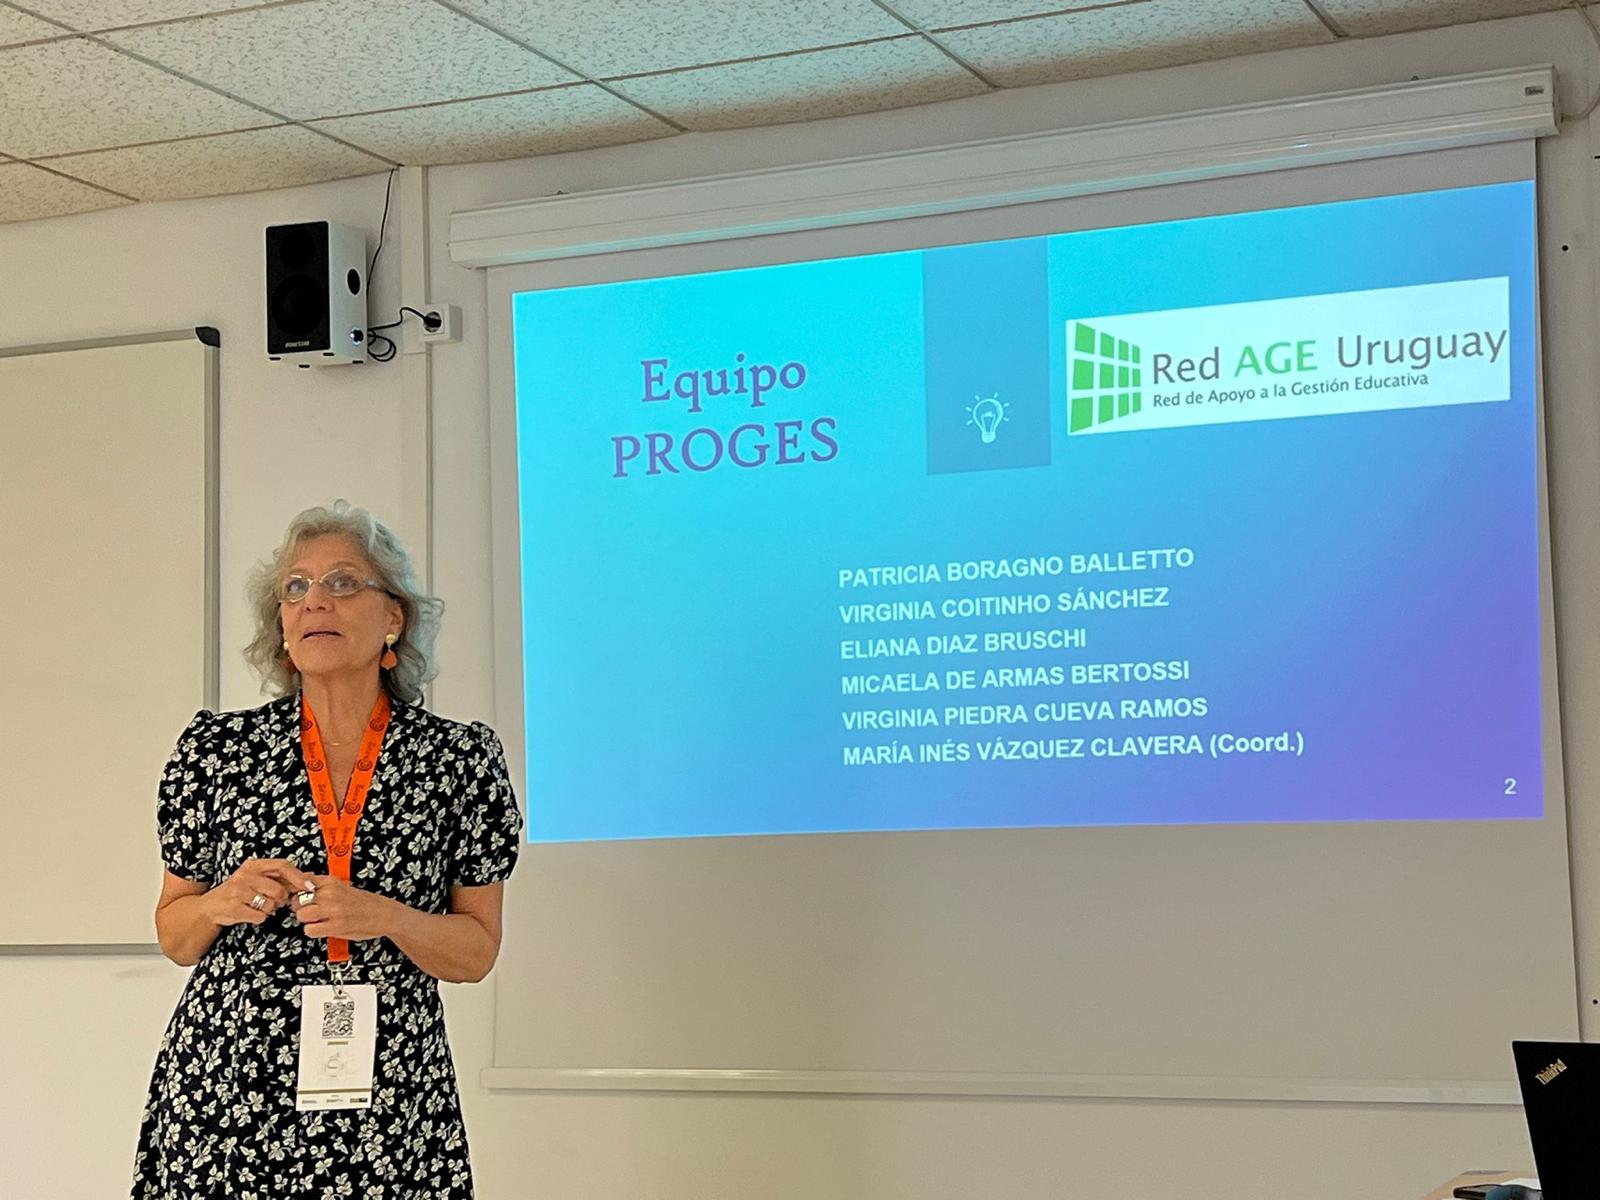 Equipo
PROGES
Red AGE Uruguay
Red de Apoyo a la Gestión Educativa
PATRICIA BORAGNO BALLETTO
VIRGINIA COITINHO SÁNCHEZ
ELIANA DIAZ BRUSCHI
MICAELA DE ARMAS BERTOSSI
VIRGINIA PIEDRA CUEVA RAMOS
MARÍA INÉS VÁZQUEZ CLAVERA (Coord.)
2
ThinkPad